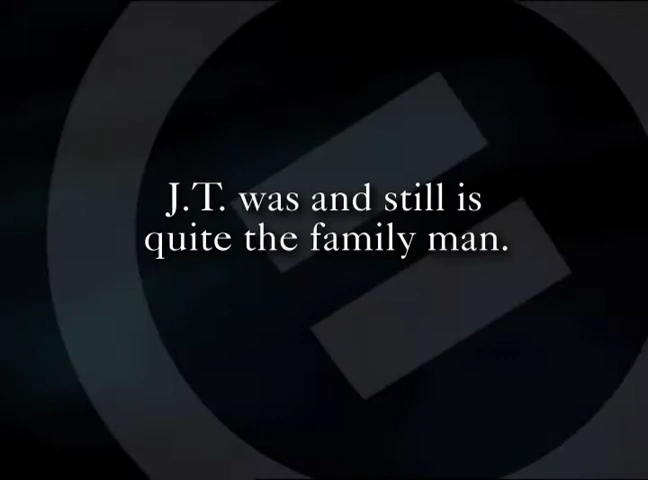 J.T. was and still is
quite the family man.